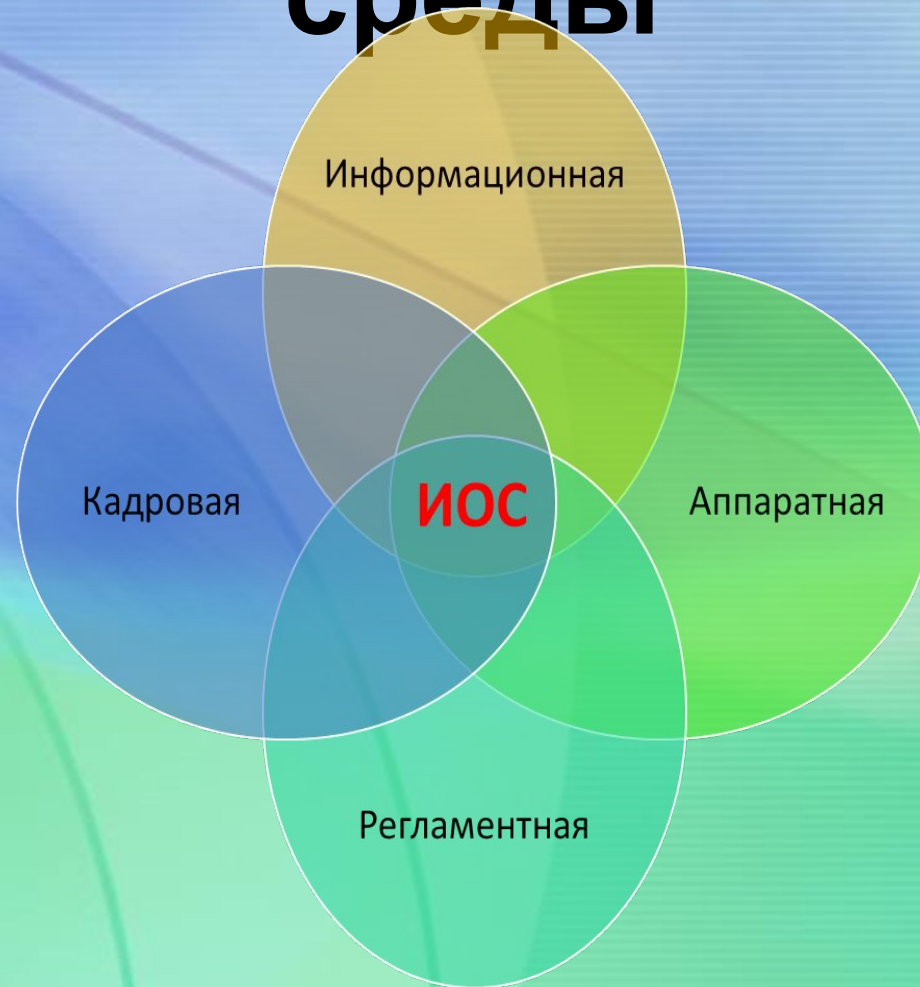 среды
Информационная
Кадровая
ИОС
Аппаратная
Регламентная